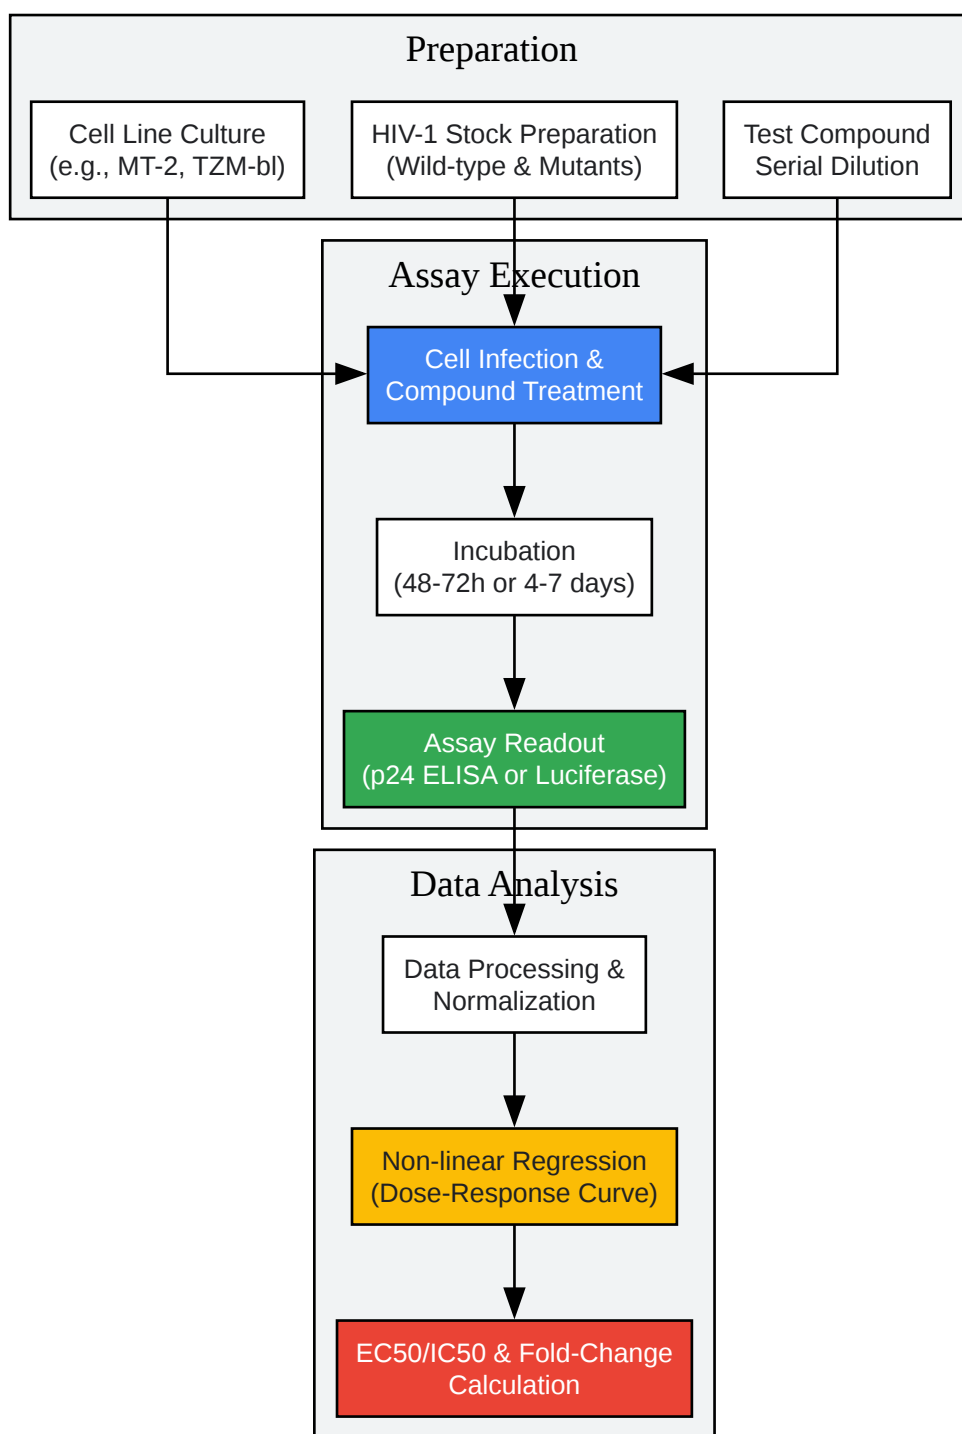 Preparation
Cell Line Culture
(e.g., MT-2, TZM-bl)
HIV-1 Stock Preparation
(Wild-type & Mutants)
Test Compound
Serial Dilution
Assay Execution
Cell Infection &
Compound Treatment
Incubation
(48-72h or 4-7 days)
Assay Readout
(p24 ELISA or Luciferase)
Data Analysis
Data Processing &
Normalization
Non-linear Regression
(Dose-Response Curve)
EC50/IC50 & Fold-Change
Calculation